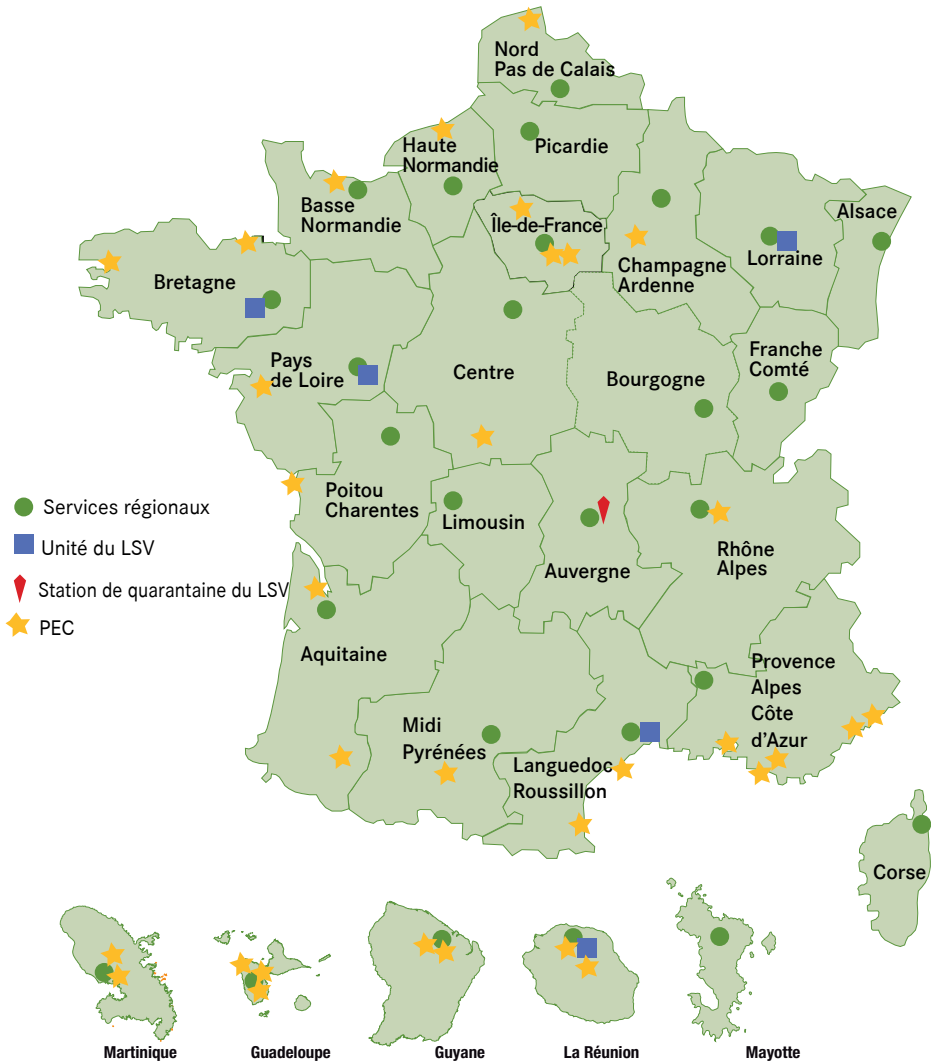 Nord
Pas de Calais
Haute
Normandie
Picardie
Basse
Normandie
Île-de-France
Champagne
Ardenne
Lorraine
Alsace
Bretagne
Pays
de Loire
Centre
Bourgogne
Franche
Comté
Poitou
Charentes
Limousin
Auvergne
Rhône
Alpes
Services régionaux
Unité du LSV
Station de quarantaine du LSV
PEC
Aquitaine
Midi
Pyrénées
Languedoc
Roussillon
Provence
Alpes
Côte
d'Azur
Corse
Martinique
Guadeloupe
Guyane
La Réunion
Mayotte